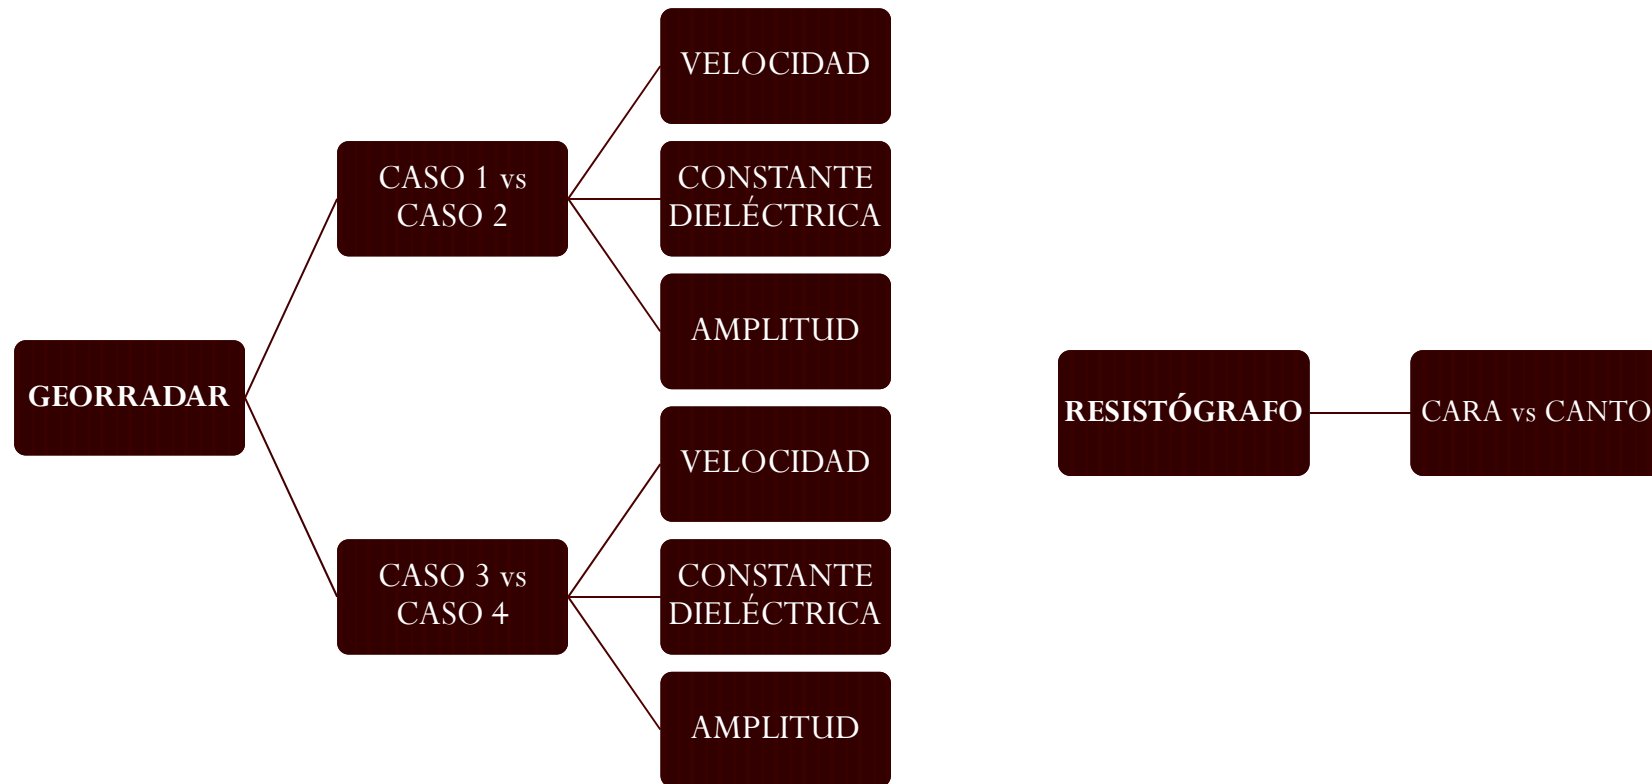 GEORRADAR
CASO 1 vs
CASO 2
VELOCIDAD
CONSTANTE
DIELÉCTRICA
AMPLITUD
CASO 3 vs
CASO 4
VELOCIDAD
CONSTANTE
DIELÉCTRICA
AMPLITUD
RESISTÓGRAFO
CARA vs CANTO